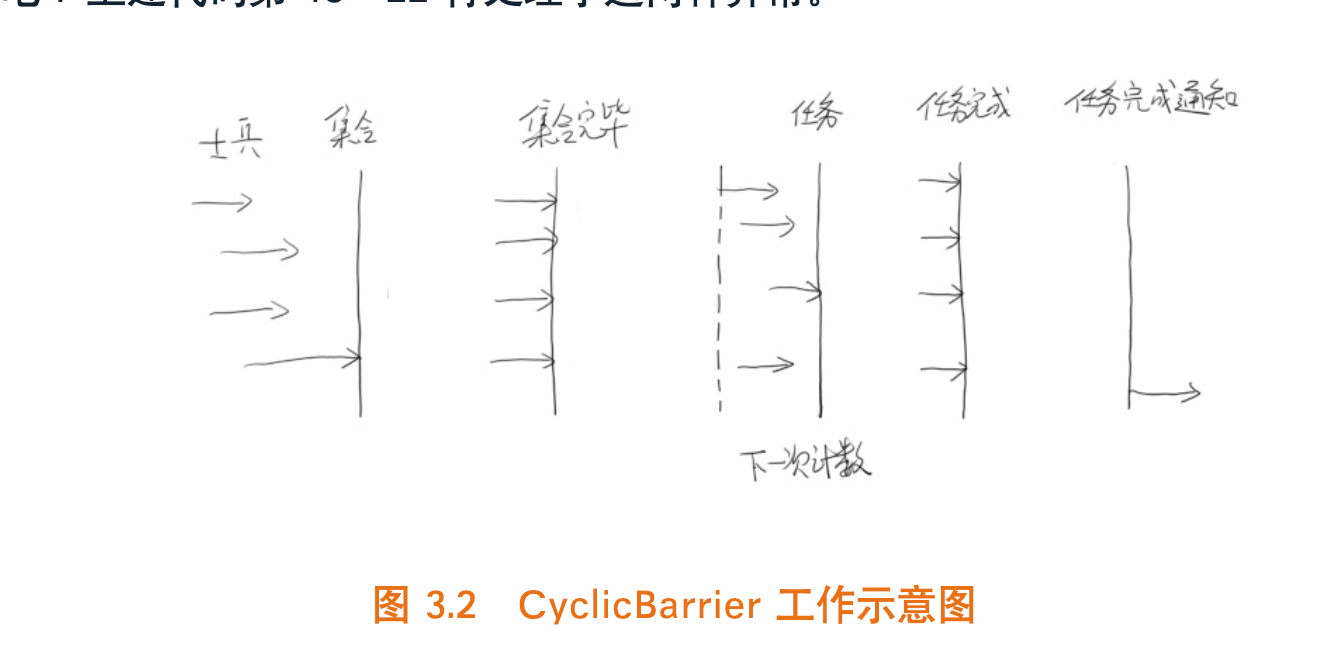 士兵 集合 集合完毕 任务 任务完成 任务完成通知
下一次计数
图 3.2 CyclicBarrier 工作示意图